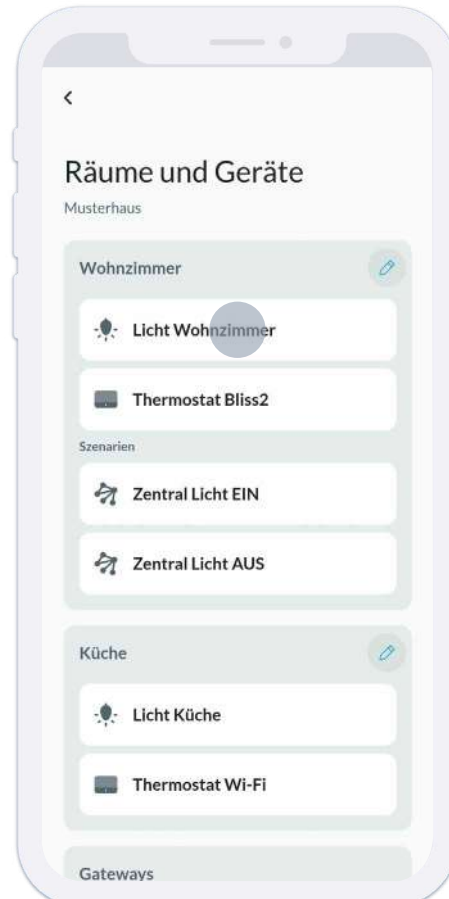 Räume und Geräte
Musterhaus
Wohnzimmer
Licht Wohnzimmer
Thermostat Bliss2
Szenarien
Zentral Licht EIN
Zentral Licht AUS
Küche
Licht Küche
Thermostat Wi-Fi
Gateways